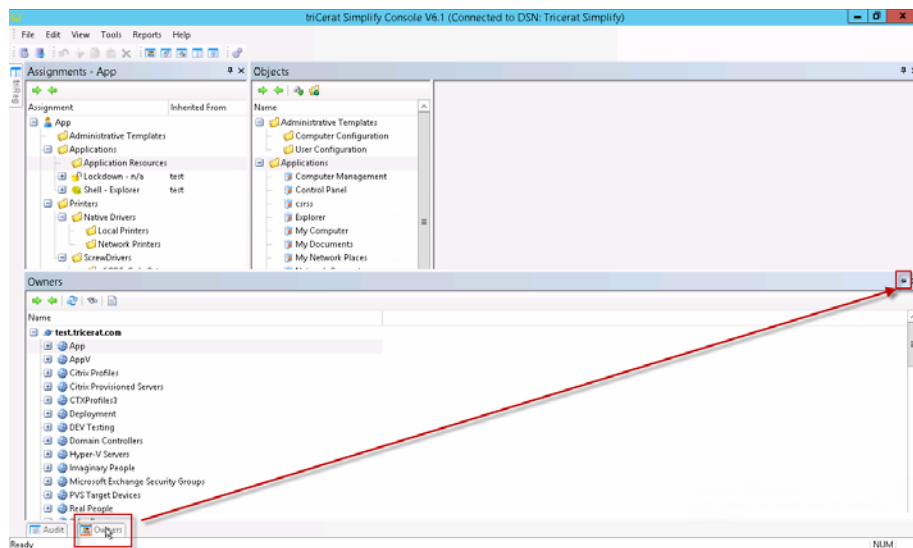 triCerat Simplify Console V6.1 (Connected to DSN: Tricerat Simplify)
File Edit View Tools Reports Help
triReg
Assignments - App
Assignment Inherited From
App
Administrative Templates
Applications
Application Resources
Lockdown - n/a test
Shell - Explorer test
Printers
Native Drivers
Local Printers
Network Printers
ScrewDrivers
Objects
Name
Administrative Templates
Computer Configuration
User Configuration
Applications
Computer Management
Control Panel
csrss
Explorer
My Computer
My Documents
My Network Places
Owners
Name
test.tricerat.com
App
AppV
Citrix Profiles
Citrix Provisioned Servers
CTXProfiles3
Deployment
DEV Testing
Domain Controllers
Hyper-V Servers
Imaginary People
Microsoft Exchange Security Groups
PVS Target Devices
Real People
Audit Owners
Ready NUM